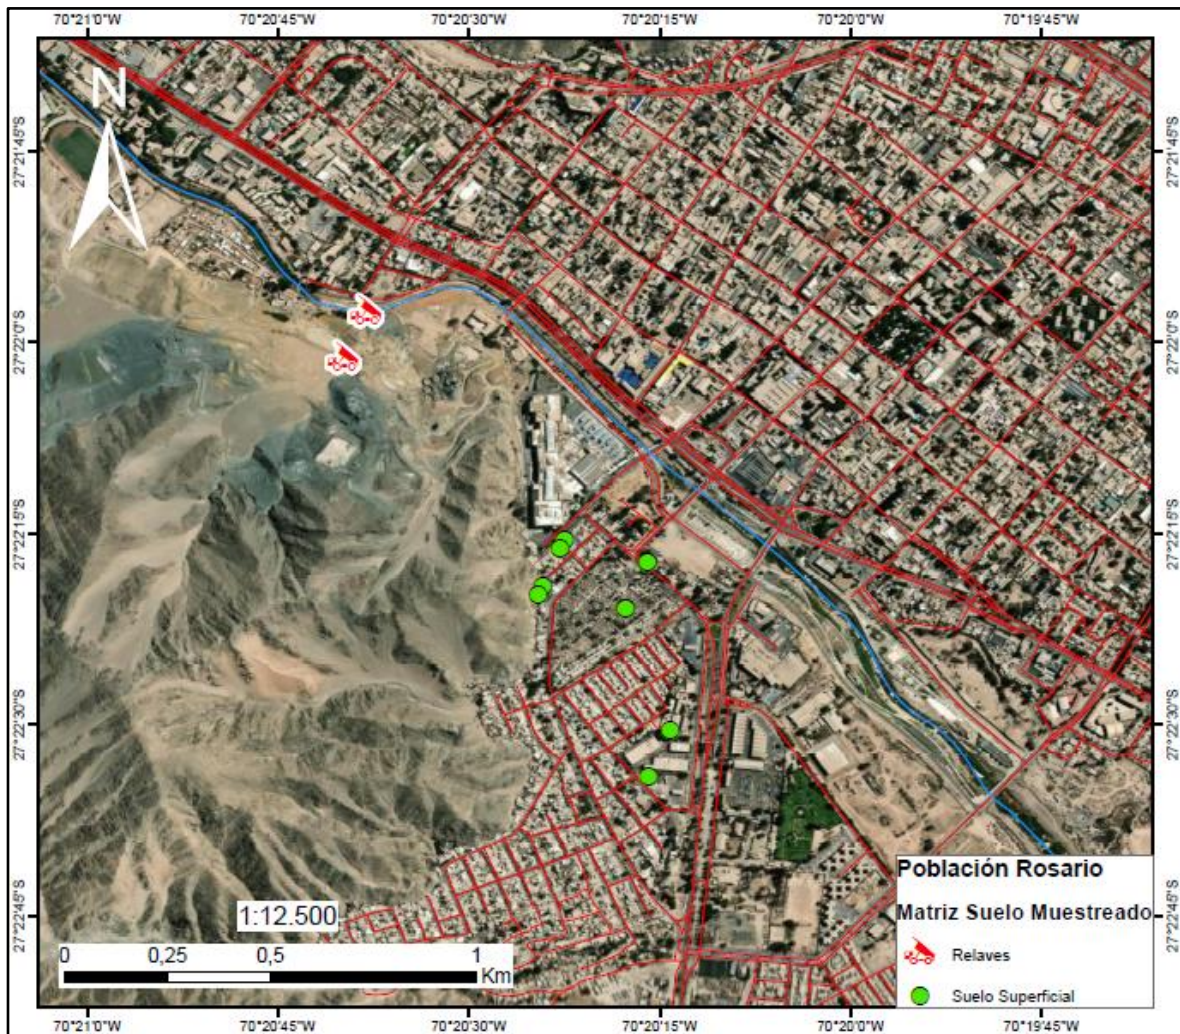 70°21'0"W 70°20'45"W 70°20'30"W 70°20'15"W 70°20'0"W 70°19'45"W
N
27°21'45"S 27°21'45"S
27°22'0"S 27°22'0"S
27°22'15"S 27°22'15"S
27°22'30"S 27°22'30"S
27°22'45"S 27°22'45"S
Población Rosario
Matriz Suelo Muestreado
Relaves
Suelo Superficial
1:12.500
0 0,25 0,5 1
Km
70°21'0"W 70°20'45"W 70°20'30"W 70°20'15"W 70°20'0"W 70°19'45"W